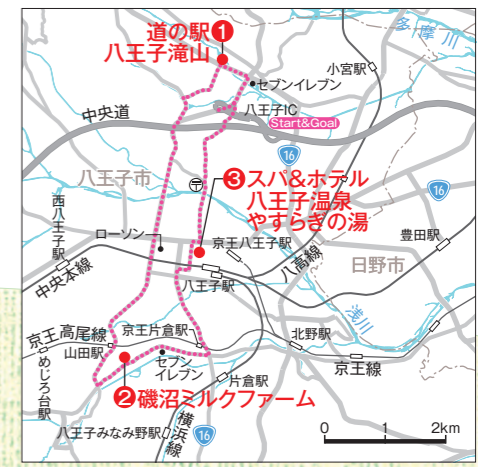 道の駅❶
八王子滝山
多摩川
小宮駅
セブンイレブン
八王子IC
中央道
Start&Goal
16
八王子市
16
❸スパ&ホテル
八王子温泉
やすらぎの湯
西八王子駅
ローソン
京王八王子駅
豊田駅
八高線
日野市
中央本線
八王子駅
浅川
京王高尾線
京王片倉駅
北野駅
山田駅
セブン
イレブン
京王線
めじろ台駅
片倉駅
❷磯沼ミルクファーム
横浜線
八王子みなみ野駅
16
0 1 2km